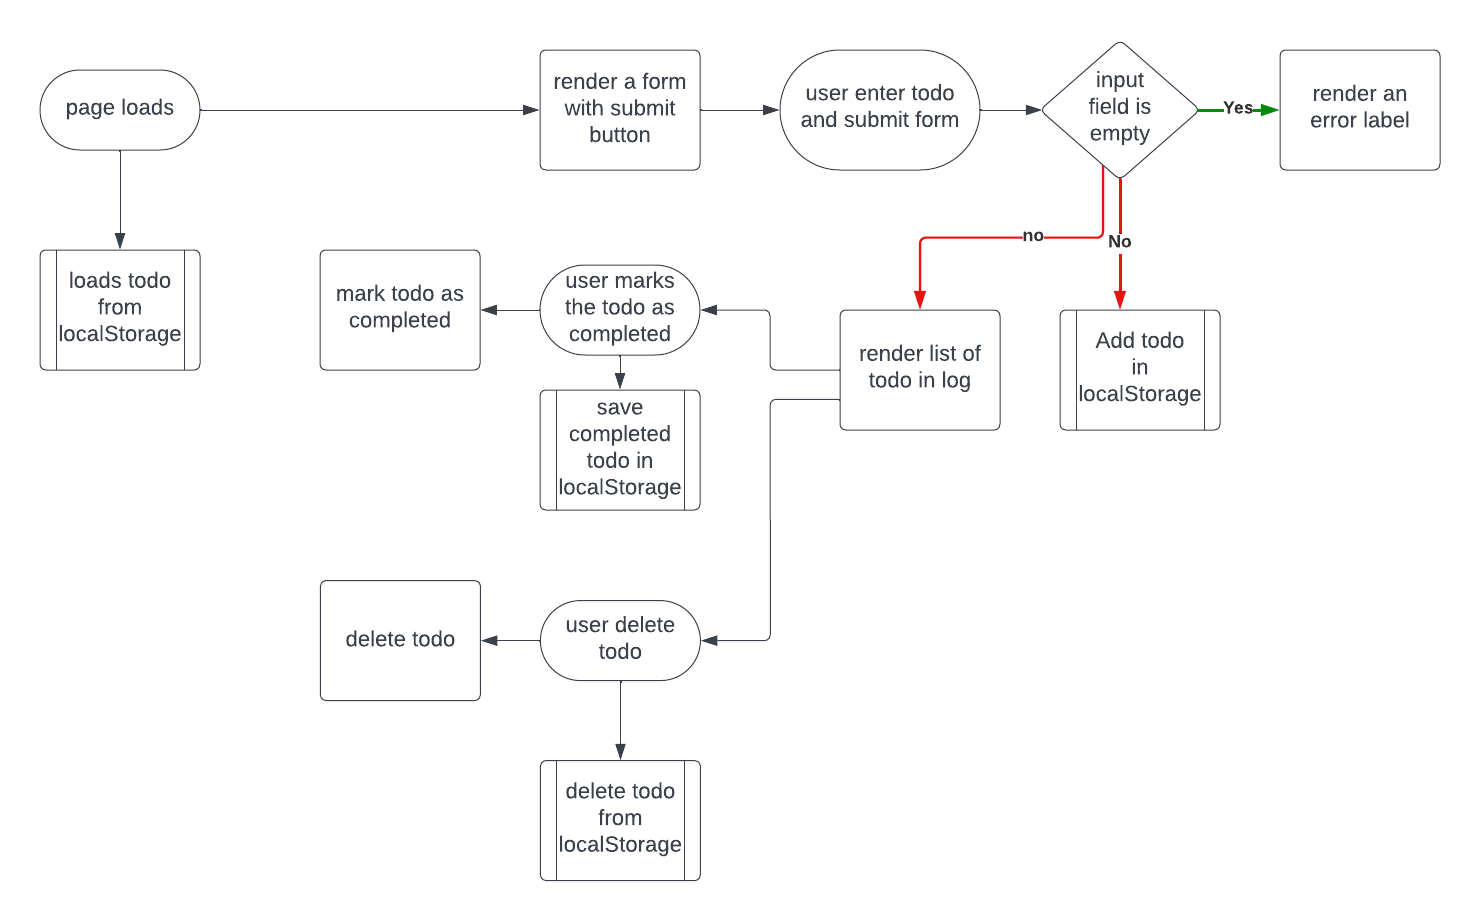 page loads
render a form
with submit
button
user enter todo
and submit form
input
field is
empty
Yes
render an
error label
no
No
loads todo
from
localStorage
mark todo as
completed
user marks
the todo as
completed
render list of
todo in log
Add todo
in
localStorage
save
completed
todo in
localStorage
delete todo
user delete
todo
delete todo
from
localStorage